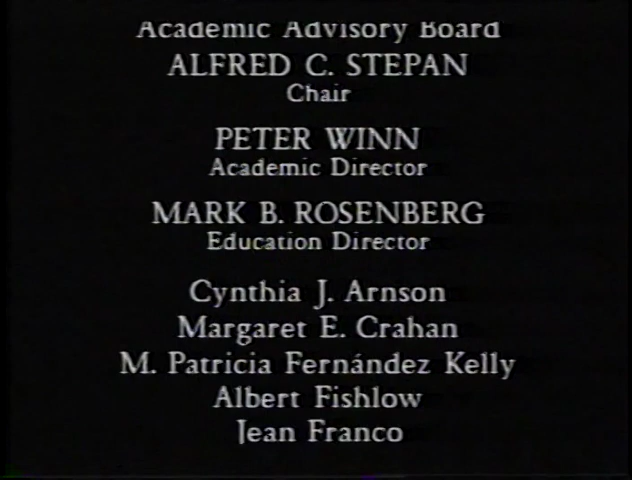 Academic Advisory Board
ALFRED C. STEPAN
Chair
PETER WINN
Academic Director
MARK B. ROSENBERG
Education Director
Cynthia J. Arnson
Margaret E. Crahan
M. Patricia Fernández Kelly
Albert Fishlow
Jean Franco